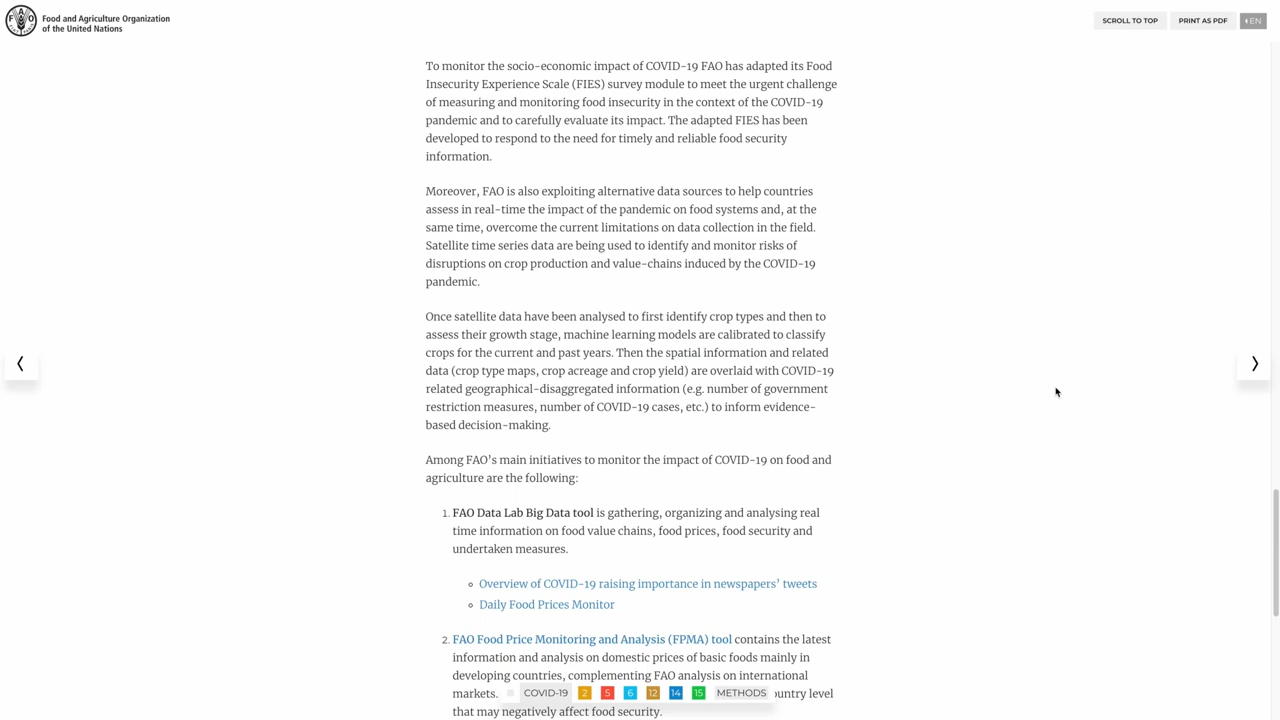 Food and Agriculture Organization
of the United Nations
SCROLL TO TOP
PRINT AS PDF
EN
To monitor the socio-economic impact of COVID-19 FAO has adapted its Food
Insecurity Experience Scale (FIES) survey module to meet the urgent challenge
of measuring and monitoring food insecurity in the context of the COVID-19
pandemic and to carefully evaluate its impact. The adapted FIES has been
developed to respond to the need for timely and reliable food security
information.
Moreover, FAO is also exploiting alternative data sources to help countries
assess in real-time the impact of the pandemic on food systems and, at the
same time, overcome the current limitations on data collection in the field.
Satellite time series data are being used to identify and monitor risks of
disruptions on crop production and value-chains induced by the COVID-19
pandemic.
Once satellite data have been analysed to first identify crop types and then to
assess their growth stage, machine learning models are calibrated to classify
crops for the current and past years. Then the spatial information and related
data (crop type maps, crop acreage and crop yield) are overlaid with COVID-19
related geographical-disaggregated information (e.g. number of government
restriction measures, number of COVID-19 cases, etc.) to inform evidence-
based decision-making.
Among FAO's main initiatives to monitor the impact of COVID-19 on food and
agriculture are the following:
1. FAO Data Lab Big Data tool is gathering, organizing and analysing real
time information on food value chains, food prices, food security and
undertaken measures.
Overview of COVID-19 raising importance in newspapers' tweets
Daily Food Prices Monitor
2. FAO Food Price Monitoring and Analysis (FPMA) tool contains the latest
information and analysis on domestic prices of basic foods mainly in
developing countries, complementing FAO analysis on international
markets. ountry level
COVID-19 2 5 6 12 14 15 METHODS
that may negatively affect food security.